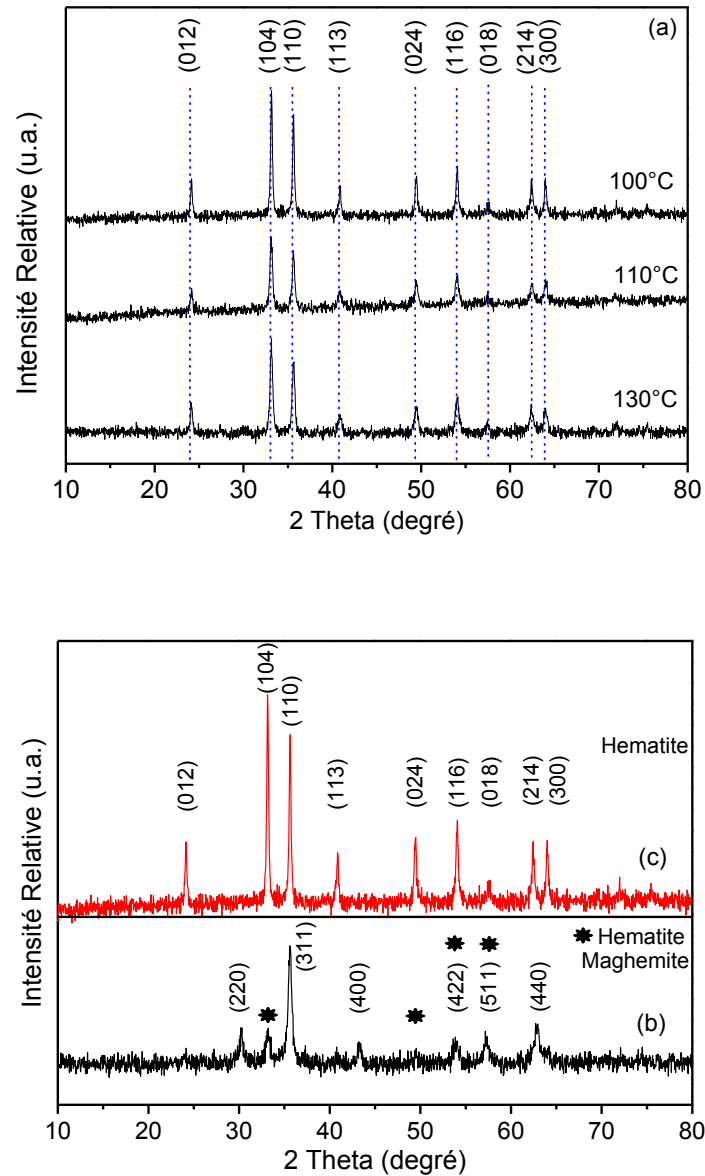 (012) (104) (110) (113) (024) (116) (018) (214) (300)
(a)
100°C
110°C
130°C
Intensité Relative (u.a.)
10 20 30 40 50 60 70 80
2 Theta (degré)
(012) (104) (110) (113) (024) (116) (018) (214) (300)
Hematite
(c)
Hematite
Maghemite
(220) (311) (400) (422) (511) (440)
(b)
Intensité Relative (u.a.)
10 20 30 40 50 60 70 80
2 Theta (degré)